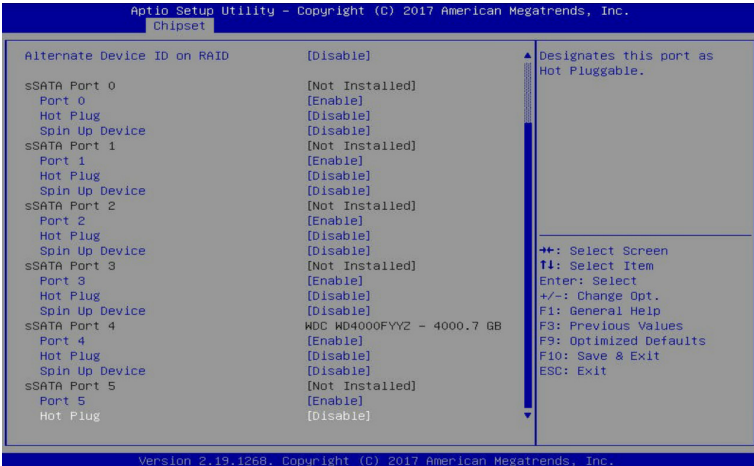 Aptio Setup Utility – Copyright (C) 2017 American Megatrends, Inc.
Chipset
Alternate Device ID on RAID [Disable]
sSATA Port 0 [Not Installed]
Port 0 [Enable]
Hot Plug [Disable]
Spin Up Device [Disable]
sSATA Port 1 [Not Installed]
Port 1 [Enable]
Hot Plug [Disable]
Spin Up Device [Disable]
sSATA Port 2 [Not Installed]
Port 2 [Enable]
Hot Plug [Disable]
Spin Up Device [Disable]
sSATA Port 3 [Not Installed]
Port 3 [Enable]
Hot Plug [Disable]
Spin Up Device [Disable]
sSATA Port 4 WDC WD4000FYYZ – 4000.7 GB
Port 4 [Enable]
Hot Plug [Disable]
Spin Up Device [Disable]
sSATA Port 5 [Not Installed]
Port 5 [Enable]
Hot Plug [Disable]
Designates this port as
Hot Pluggable.
→←: Select Screen
↑↓: Select Item
Enter: Select
+/-: Change Opt.
F1: General Help
F3: Previous Values
F9: Optimized Defaults
F10: Save & Exit
ESC: Exit
Version 2.19.1268. Copyright (C) 2017 American Megatrends, Inc.